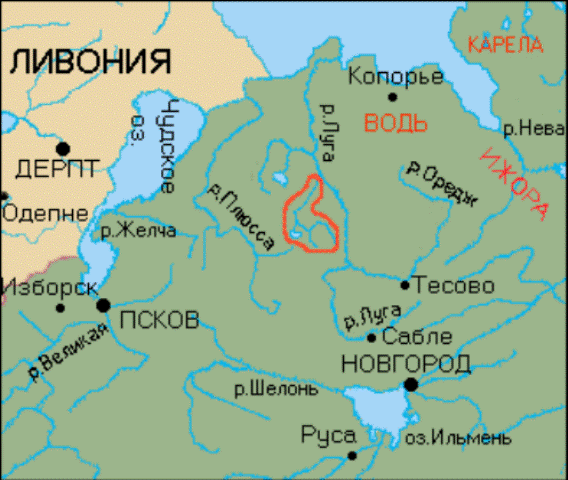 КАРЕЛА
ЛИВОНИЯ
Копорье
Чудское
оз.
р.Луга
ВОДЬ
р.Нева
ДЕРПТ
р.Оредж
ИЖОРА
Одепне
р.Желча
р.Плюсса
Изборск
Тесово
ПСКОВ
р.Луга
Сабле
р.Великая
НОВГОРОД
р.Шелонь
Руса
оз.Ильмень